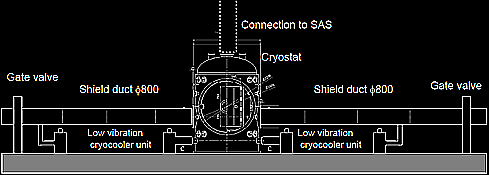 Connection to SAS
Cryostat
Gate valve
Shield duct ϕ800
Shield duct ϕ800
Gate valve
Low vibration
cryocooler unit
Low vibration
cryocooler unit